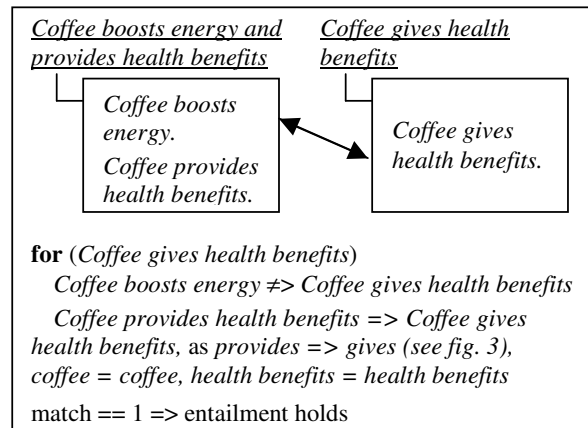 Coffee boosts energy and
provides health benefits
Coffee gives health
benefits
Coffee boosts
energy.
Coffee provides
health benefits.
Coffee gives
health benefits.
for (Coffee gives health benefits)
Coffee boosts energy ≠> Coffee gives health benefits
Coffee provides health benefits => Coffee gives
health benefits, as provides => gives (see fig. 3),
coffee = coffee, health benefits = health benefits
match == 1 => entailment holds